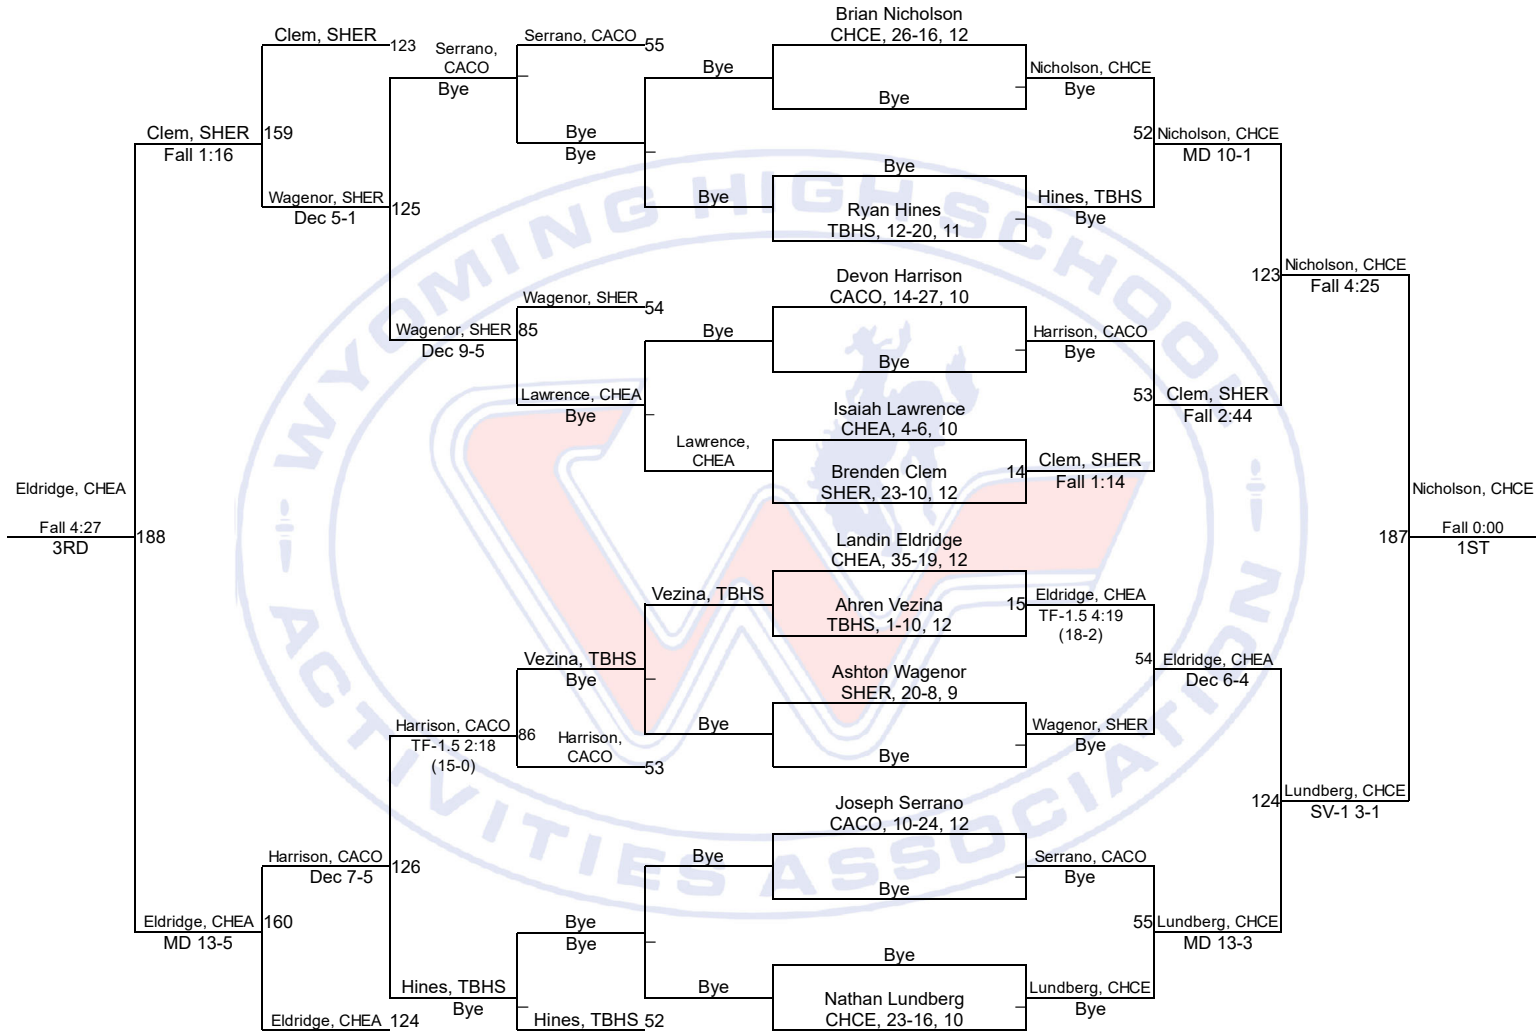 Brian Nicholson
CHCE, 26-16, 12
Clem, SHER
123
Serrano,
CACO
Bye
Serrano, CACO
55
Bye
Bye
Nicholson, CHCE
Bye
Clem, SHER
Fall 1:16
159
Bye
Bye
52
Nicholson, CHCE
MD 10-1
Bye
Wagenor, SHER
Dec 5-1
125
Bye
Ryan Hines
TBHS, 12-20, 11
Hines, TBHS
Bye
WYOMING HIGH SCHOOL
Devon Harrison
CACO, 14-27, 10
123
Nicholson, CHCE
Fall 4:25
Wagenor, SHER
54
Wagenor, SHER
Dec 9-5
85
Bye
Bye
Harrison, CACO
Bye
Lawrence, CHEA
Bye
53
Clem, SHER
Fall 2:44
Isaiah Lawrence
CHEA, 4-6, 10
Lawrence,
CHEA
Brenden Clem
SHER, 23-10, 12
14
Clem, SHER
Fall 1:14
Eldridge, CHEA
Fall 4:27
3RD
188
Nicholson, CHCE
187
Fall 0:00
1ST
Landin Eldridge
CHEA, 35-19, 12
Vezina, TBHS
Ahren Vezina
TBHS, 1-10, 12
15
Eldridge, CHEA
TF-1.5 4:19
(18-2)
Vezina, TBHS
Bye
54
Eldridge, CHEA
Dec 6-4
Ashton Wagenor
SHER, 20-8, 9
Harrison, CACO
TF-1.5 2:18
(15-0)
86
Harrison,
CACO
53
Bye
Bye
Wagenor, SHER
Bye
ACTIVITIES ASSOCIATION
124
Lundberg, CHCE
SV-1 3-1
Joseph Serrano
CACO, 10-24, 12
Harrison, CACO
Dec 7-5
126
Bye
Bye
Serrano, CACO
Bye
Eldridge, CHEA
MD 13-5
160
Bye
Bye
55
Lundberg, CHCE
MD 13-3
Bye
Hines, TBHS
Bye
Bye
Nathan Lundberg
CHCE, 23-16, 10
Lundberg, CHCE
Bye
Eldridge, CHEA
124
Hines, TBHS
52